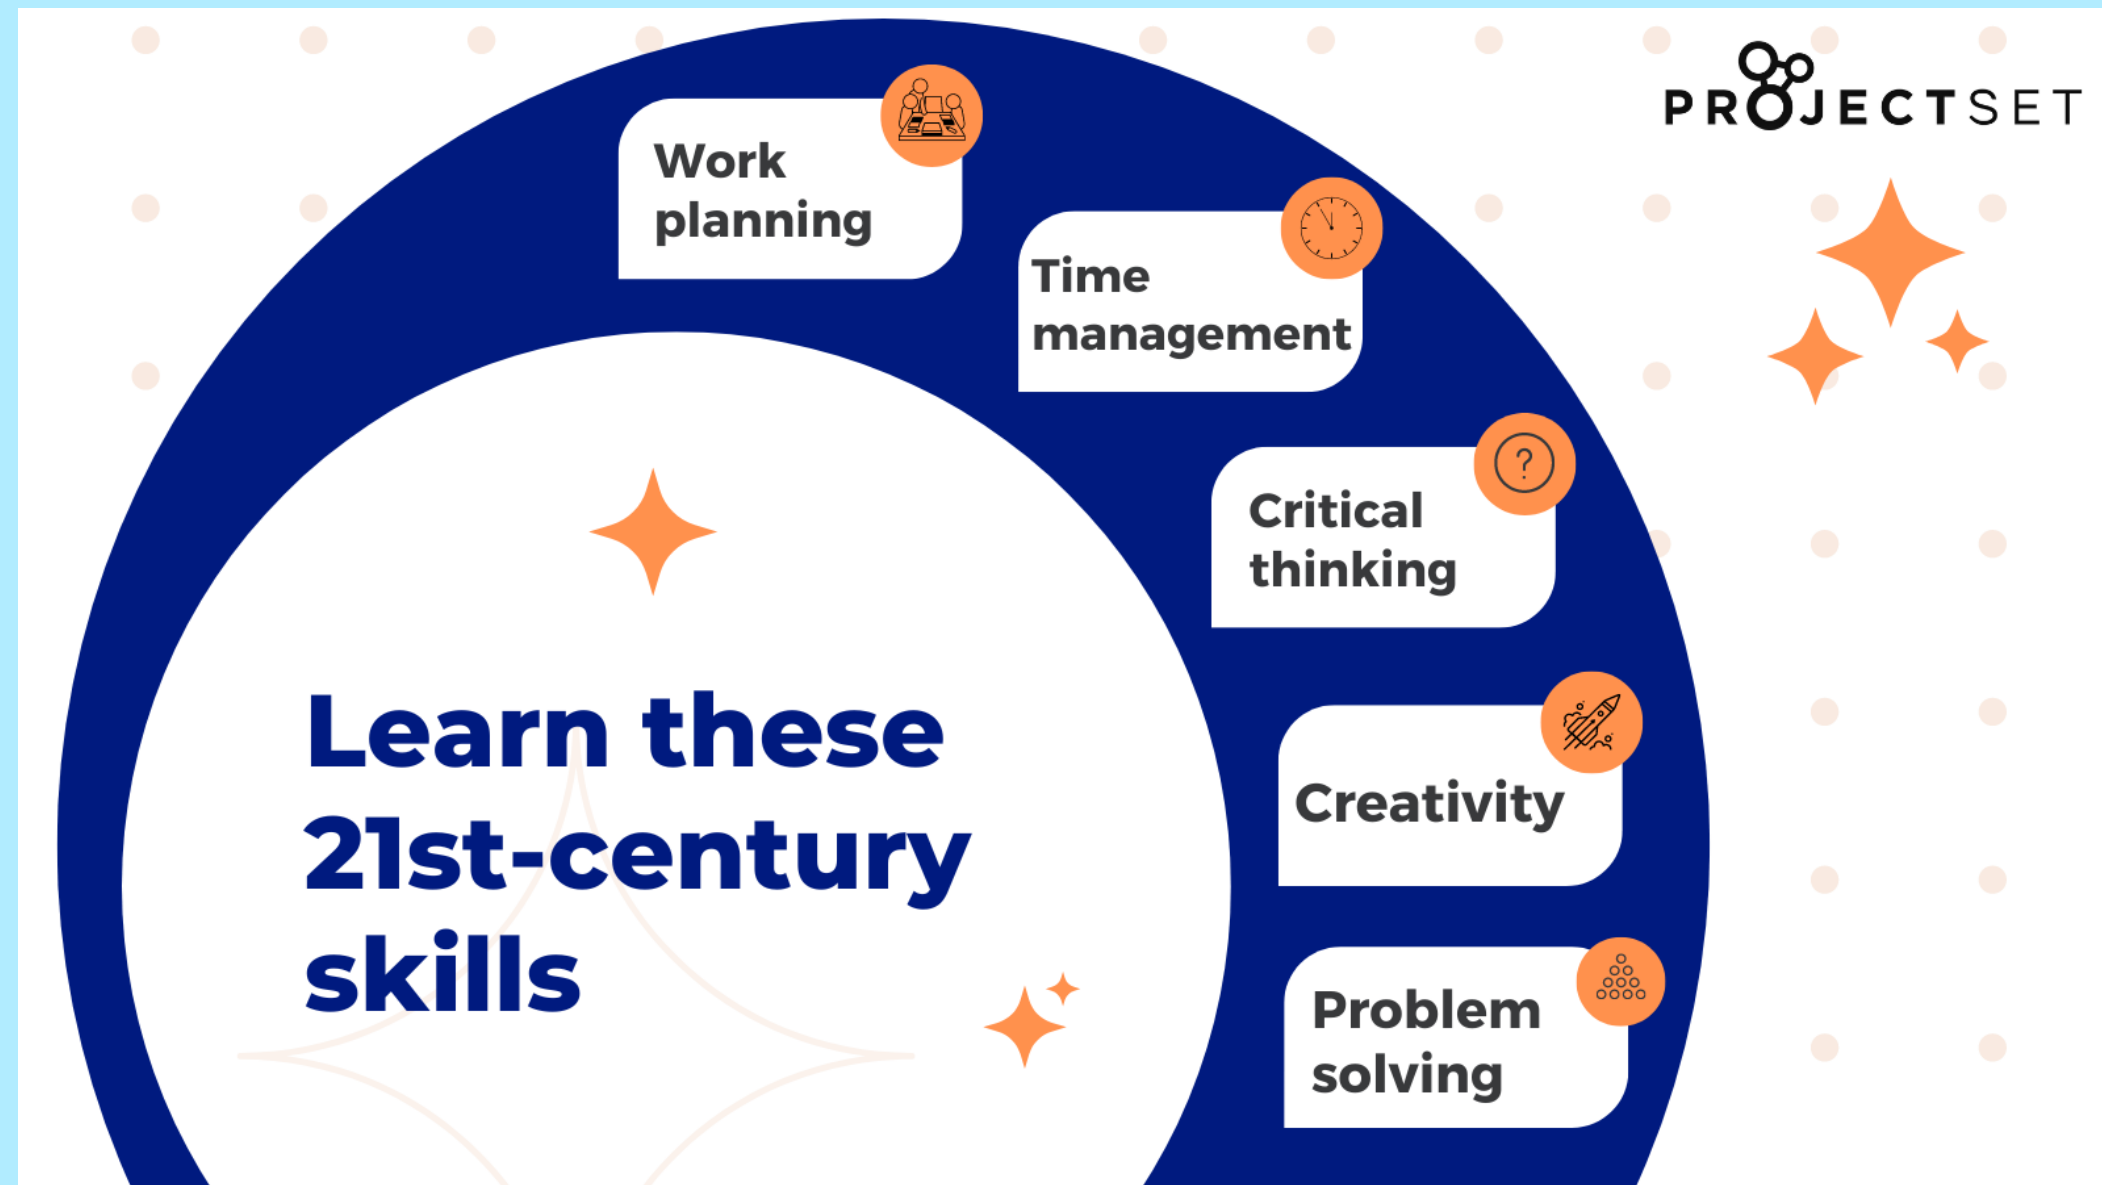 PROJECTSET
Work
planning
Time
management
Critical
thinking
Creativity
Problem
solving
Learn these
21st-century
skills